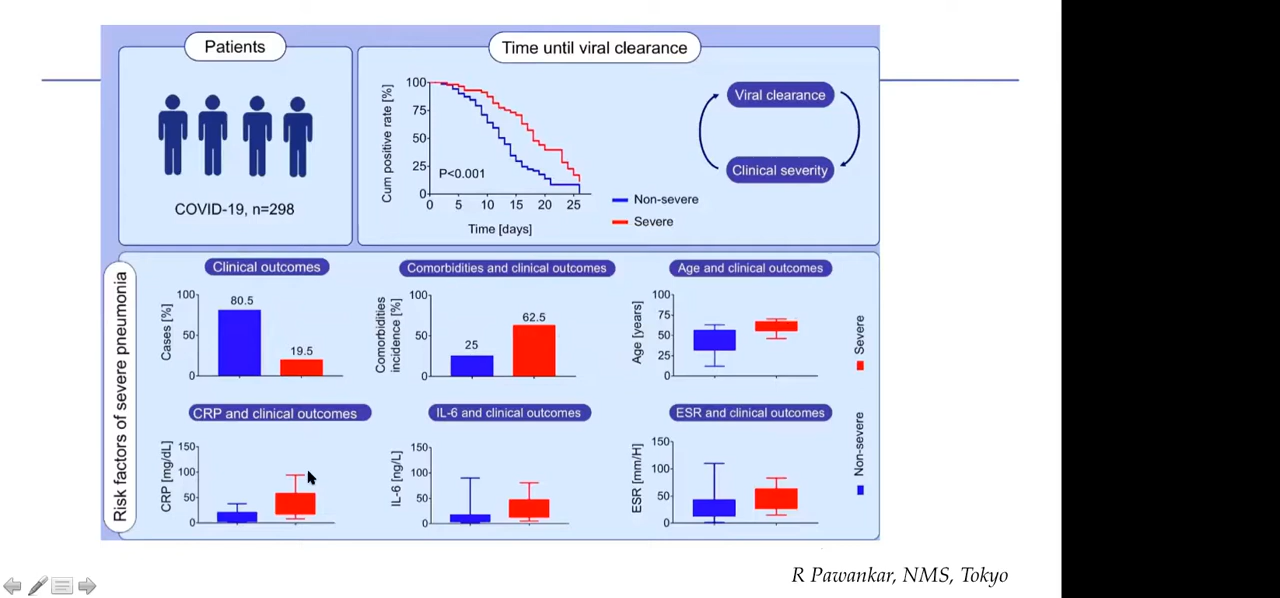 Patients
COVID-19, n=298
Time until viral clearance
Cum positive rate [%]
100
75
50
25
0
P<0.001
0 5 10 15 20 25
Time [days]
Non-severe
Severe
Viral clearance
Clinical severity
Risk factors of severe pneumonia
Clinical outcomes
Cases [%]
100
50
0
80.5
19.5
Comorbidities and clinical outcomes
Comorbidities
incidence [%]
100
50
0
25
62.5
Age and clinical outcomes
Age [years]
100
75
50
25
0
Severe
CRP and clinical outcomes
CRP [mg/dL]
150
100
50
0
IL-6 and clinical outcomes
IL-6 [ng/L]
150
100
50
0
ESR and clinical outcomes
ESR [mm/H]
150
100
50
0
Non-severe
R Pawankar, NMS, Tokyo